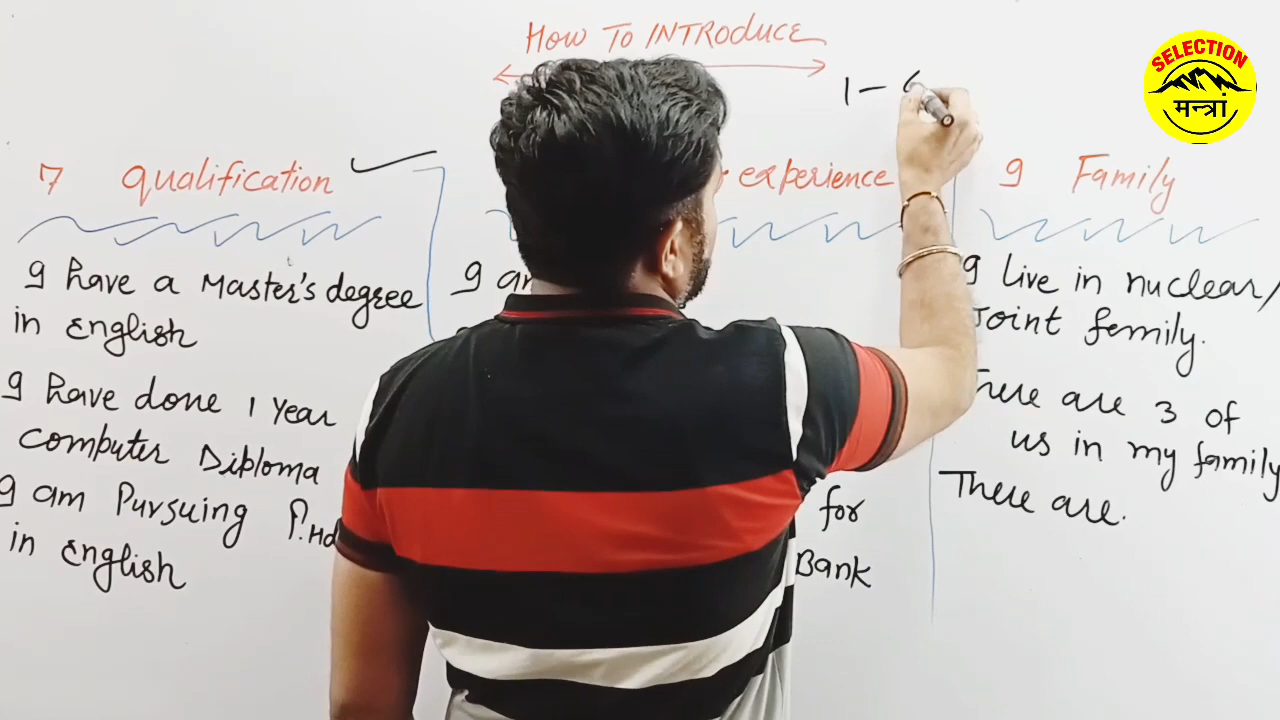 HOW TO INTRODUCE
1 - 6
SELECTION
मन्त्रां
7 Qualification
I have a Master's degree
in English
I have done 1 Year
computer Diploma
I am Pursuing P.Hd
in English
experience
I am
for
Bank
9 Family
I live in nuclear/
Joint femily.
There are 3 of
us in my family
There are.